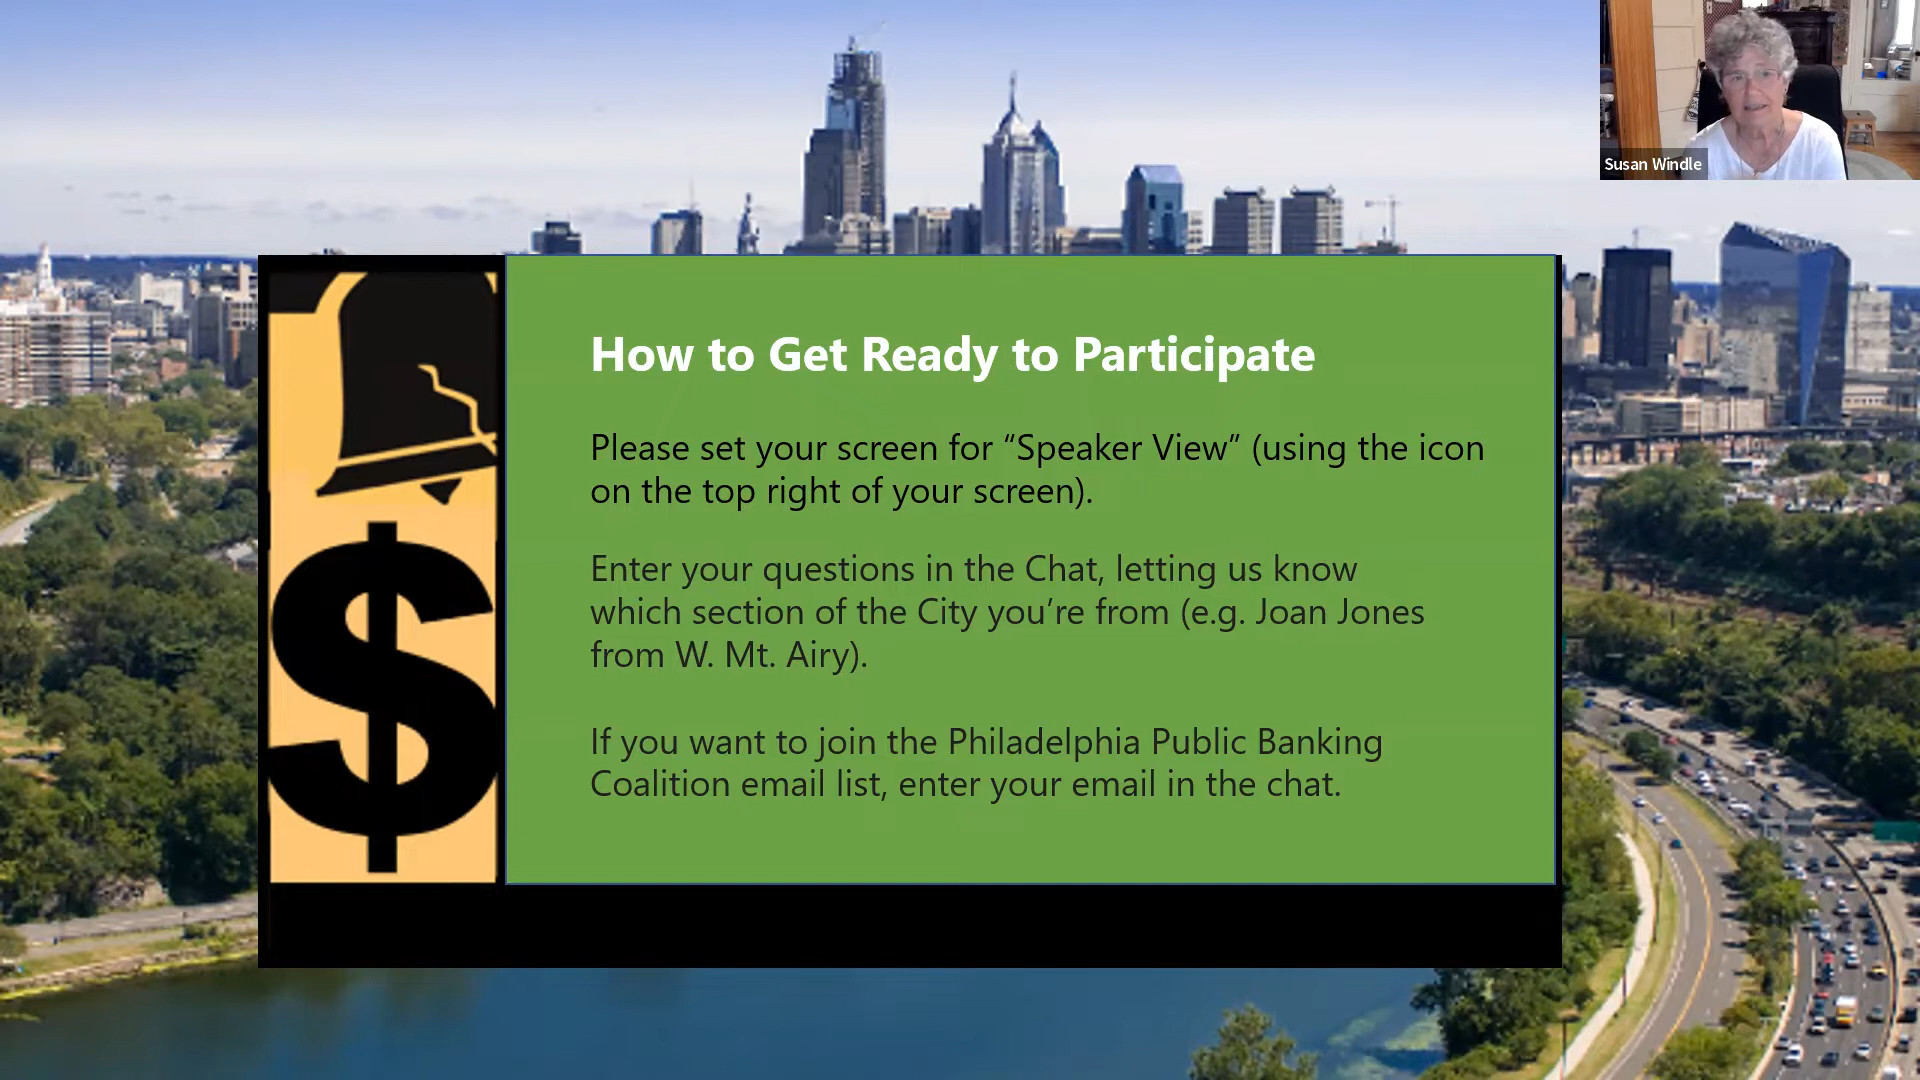 Susan Windle
How to Get Ready to Participate
Please set your screen for “Speaker View” (using the icon
on the top right of your screen).
Enter your questions in the Chat, letting us know
which section of the City you’re from (e.g. Joan Jones
from W. Mt. Airy).
If you want to join the Philadelphia Public Banking
Coalition email list, enter your email in the chat.
$